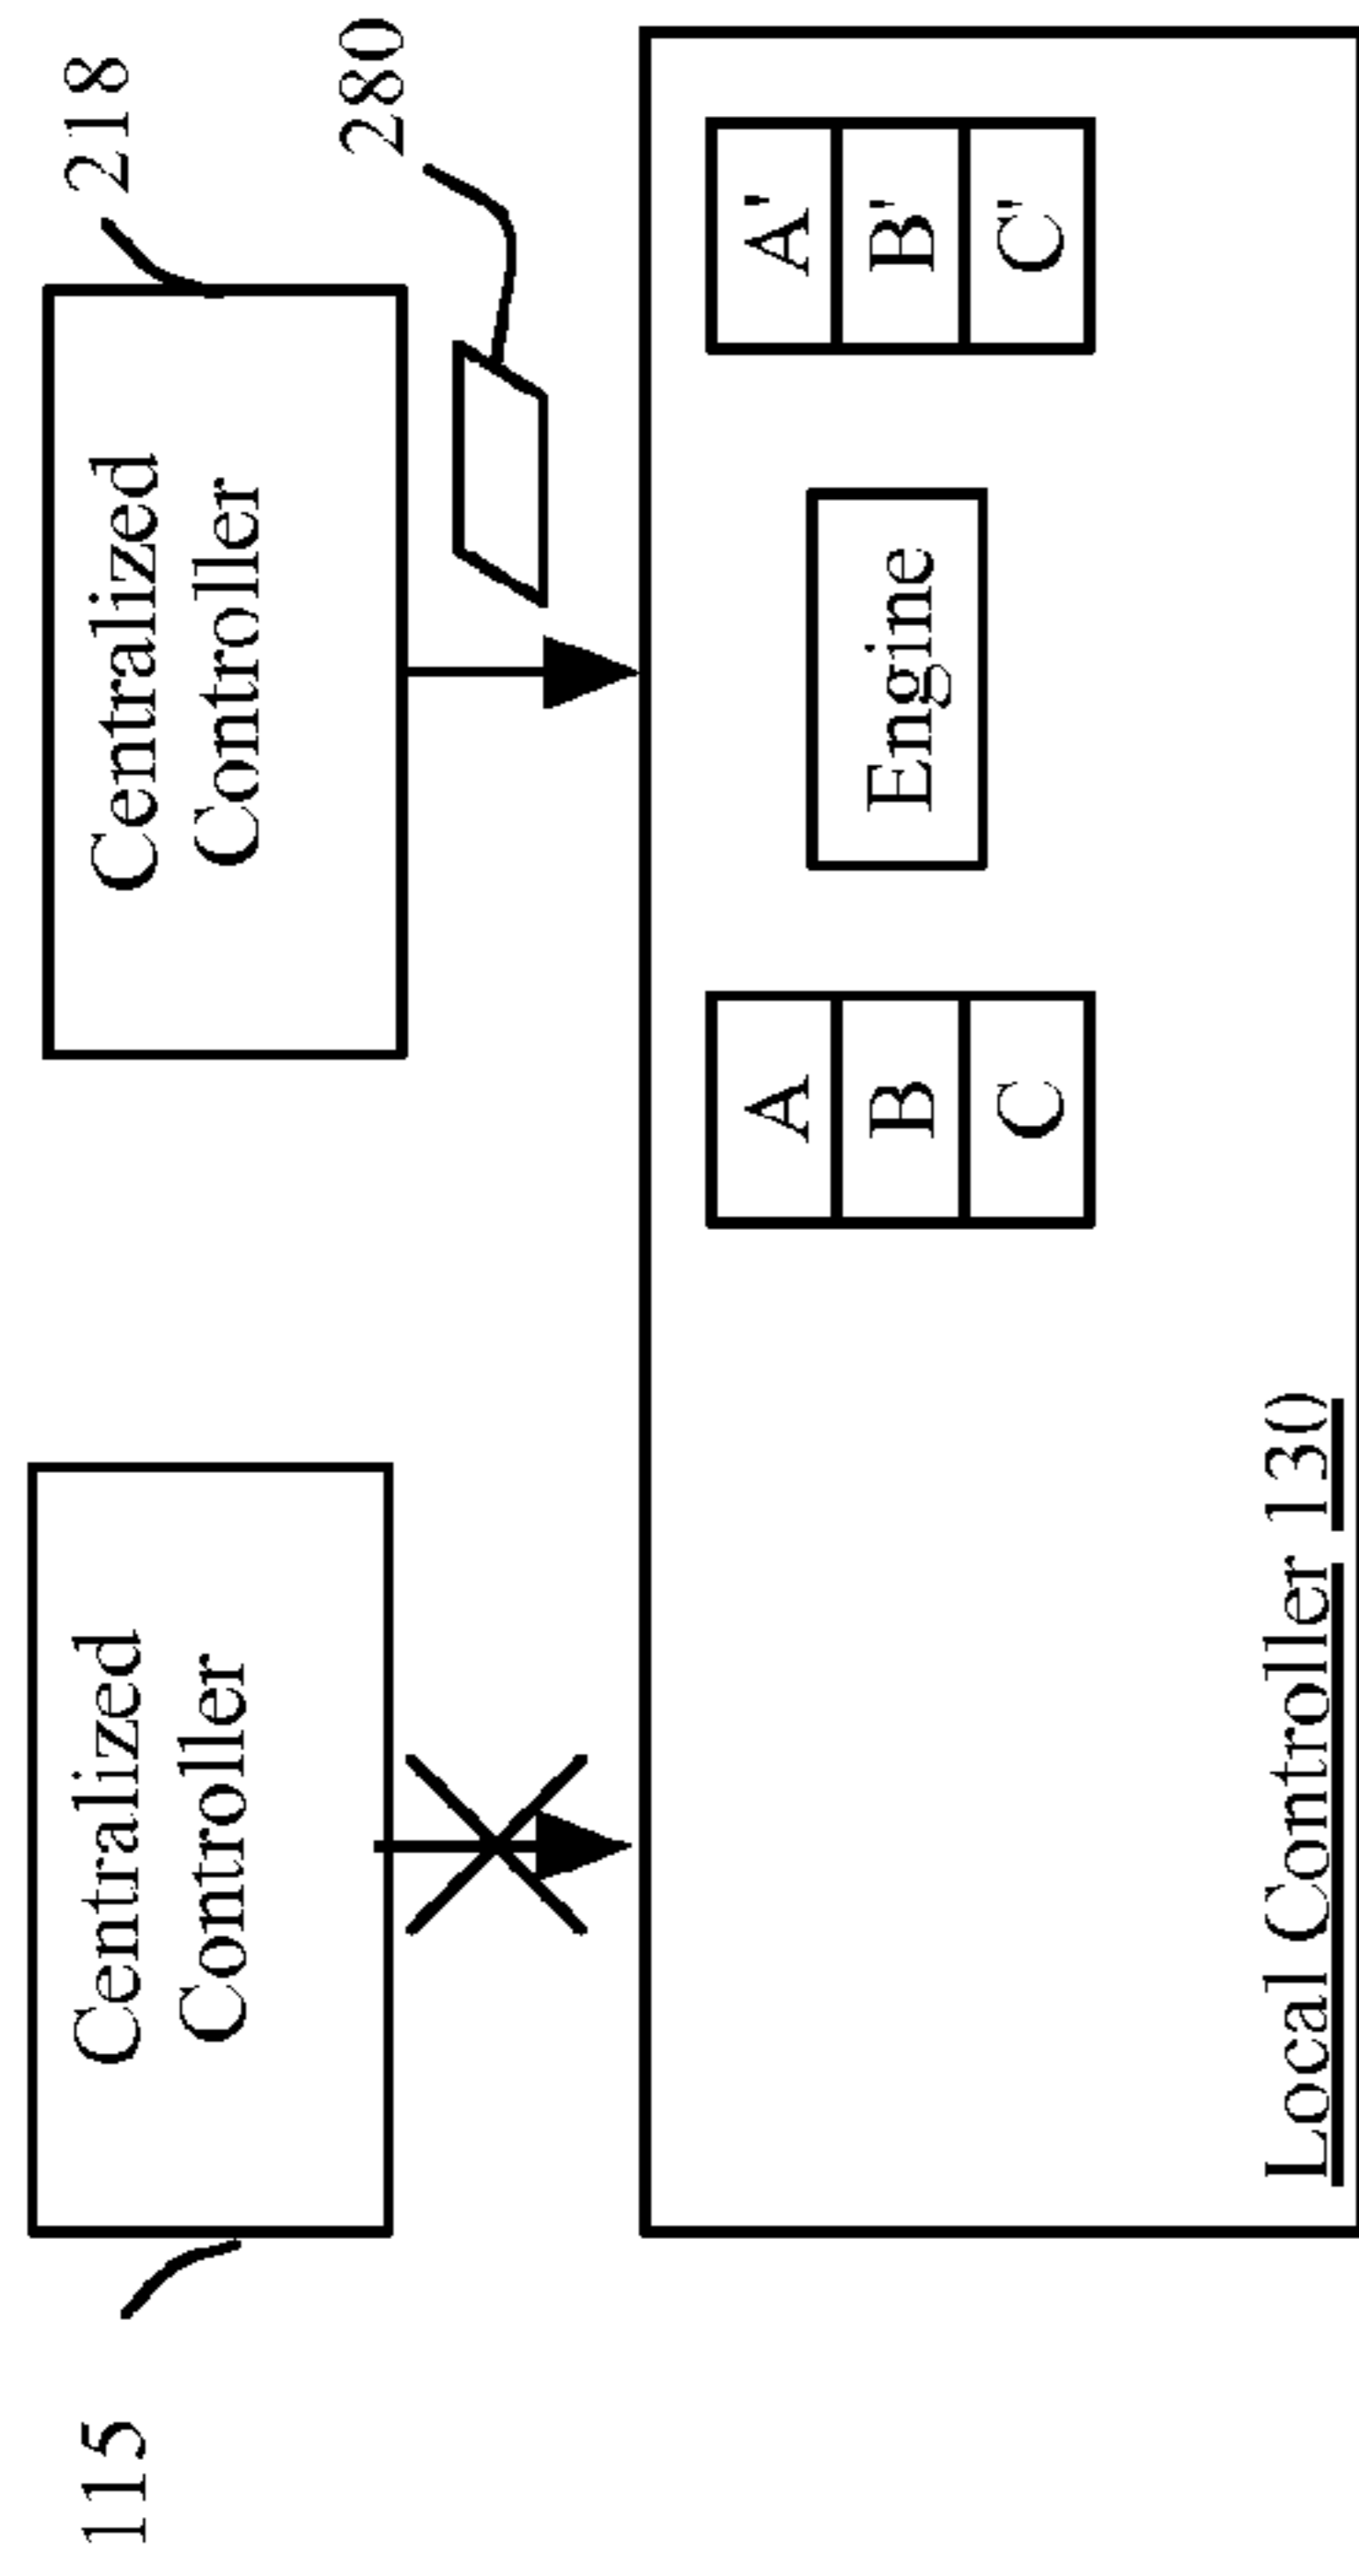 115
Centralized
Controller
Centralized
Controller
218
280
A
B
C
Engine
A'
B'
C'
Local Controller 130